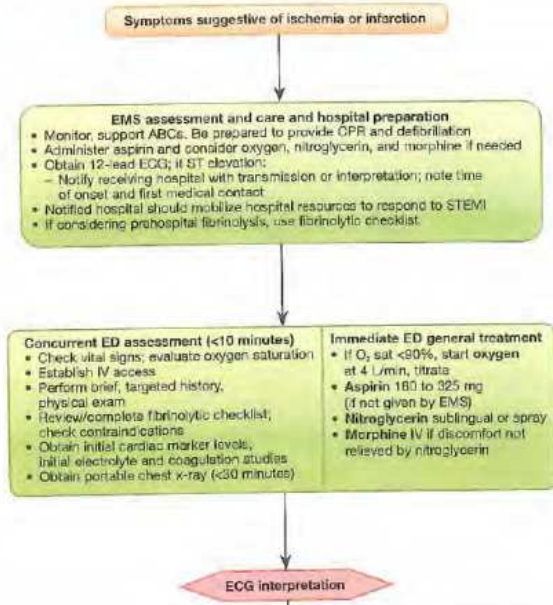 Symptoms suggestive of ischemia or infarction
EMS assessment and care and hospital preparation
• Monitor, support ABCs. Be prepared to provide CPR and defibrillation
• Administer aspirin and consider oxygen, nitroglycerin, and morphine if needed
• Obtain 12-lead ECG; if ST elevation:
– Notify receiving hospital with transmission or interpretation; note time
of onset and first medical contact
• Notified hospital should mobilize hospital resources to respond to STEMI
• If considering prehospital fibrinolysis, use fibrinolytic checklist
Concurrent ED assessment (<10 minutes)
• Check vital signs; evaluate oxygen saturation
• Establish IV access
• Perform brief, targeted history,
physical exam
• Review/complete fibrinolytic checklist;
check contraindications
• Obtain initial cardiac marker levels,
initial electrolyte and coagulation studies
• Obtain portable chest x-ray (<30 minutes)
Immediate ED general treatment
• If O₂ sat <90%, start oxygen
at 4 L/min, titrate
• Aspirin 160 to 325 mg
(if not given by EMS)
• Nitroglycerin sublingual or spray
• Morphine IV if discomfort not
relieved by nitroglycerin
ECG interpretation